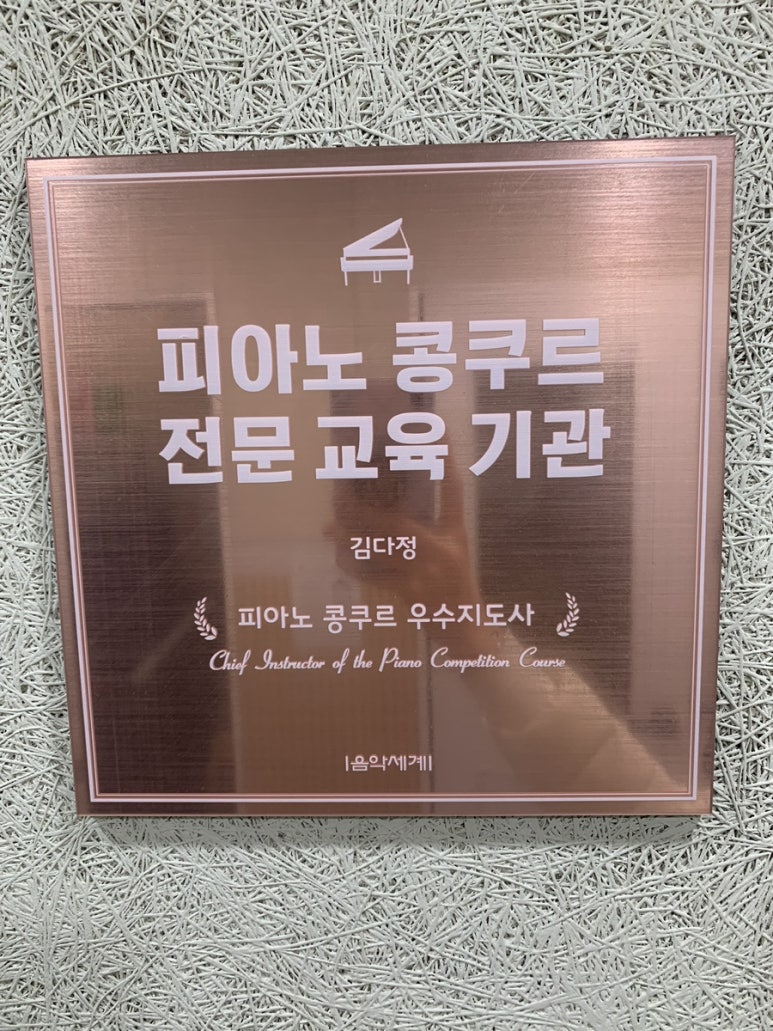 피아노 콩쿠르
전문 교육 기관
김다정
피아노 콩쿠르 우수지도사
Chief Instructor of the Piano Competition Course
|음악세계|